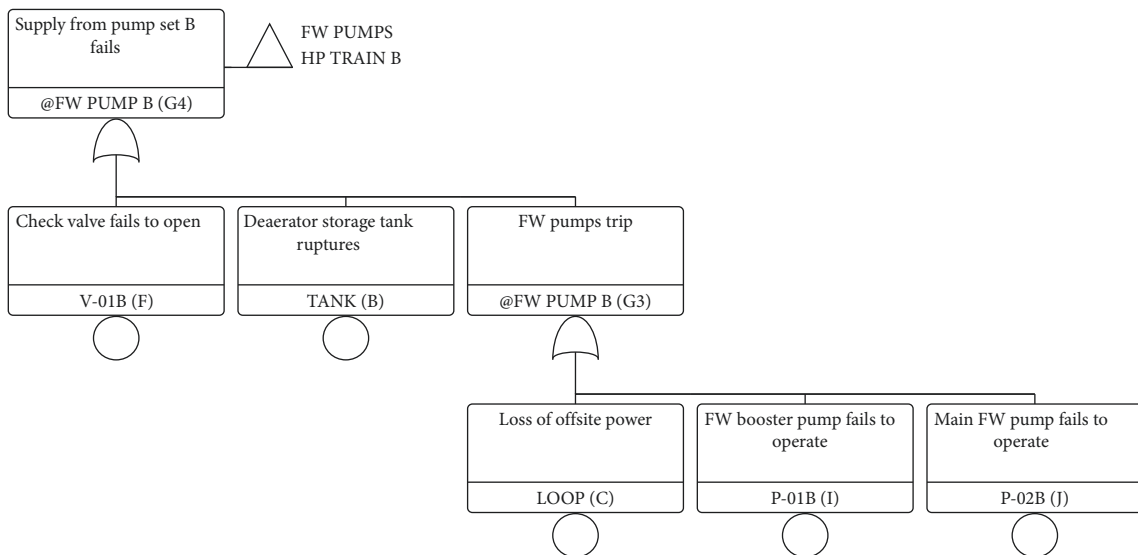 Supply from pump set B
fails
@FW PUMP B (G4)
FW PUMPS
HP TRAIN B
Check valve fails to open
V-01B (F)
Deaerator storage tank
ruptures
TANK (B)
FW pumps trip
@FW PUMP B (G3)
Loss of offsite power
LOOP (C)
FW booster pump fails to
operate
P-01B (I)
Main FW pump fails to
operate
P-02B (J)